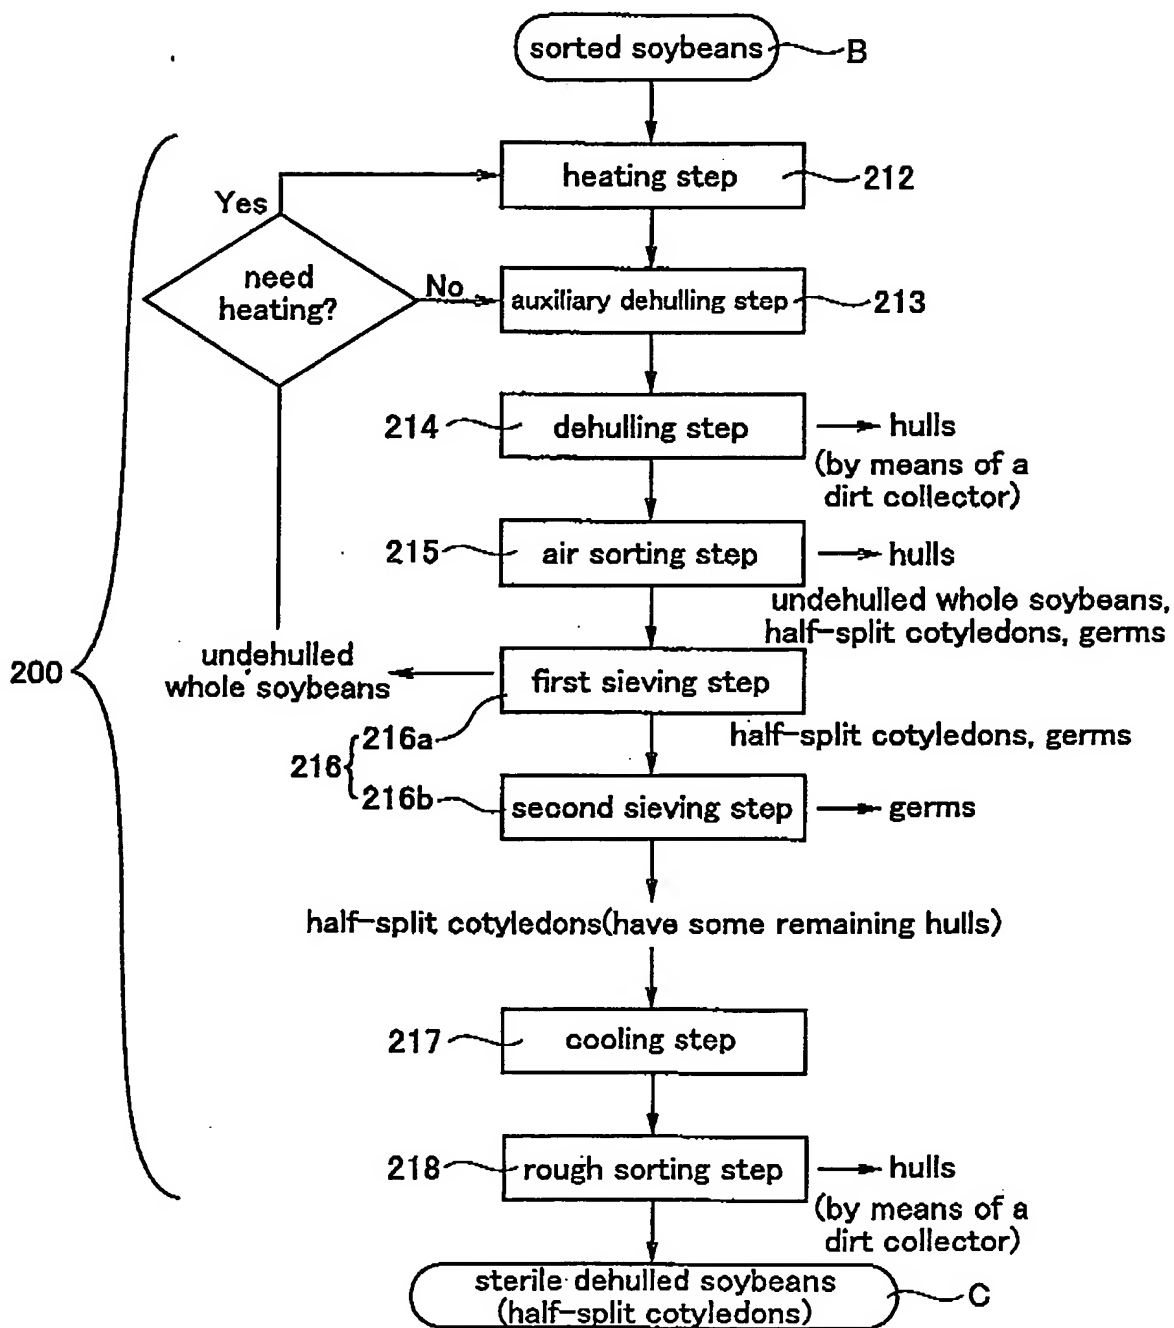 sorted soybeans
B
heating step
212
Yes
need
heating?
No
auxiliary dehulling step
213
214
dehulling step
hulls
(by means of a
dirt collector)
215
air sorting step
hulls
undehulled whole soybeans,
half-split cotyledons, germs
200
undehulled
whole soybeans
first sieving step
216a
half-split cotyledons, germs
216
216b
second sieving step
germs
half-split cotyledons(have some remaining hulls)
217
cooling step
218
rough sorting step
hulls
(by means of a
dirt collector)
sterile dehulled soybeans
(half-split cotyledons)
C